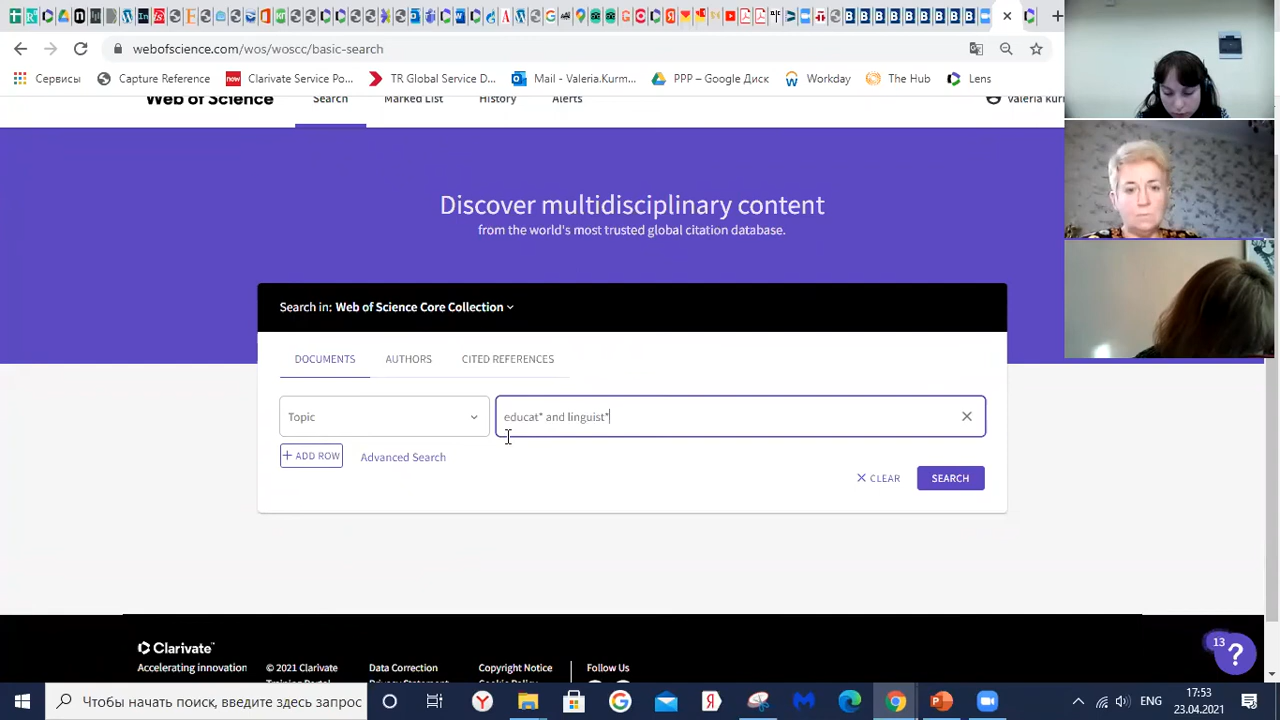 webofscience.com/wos/woscc/basic-search
Сервисы
Capture Reference
now
Clarivate Service Po...
TR Global Service D...
Mail - Valeria.Kurm...
PPP – Google Диск
Workday
The Hub
Lens
Web of Science
Search
Marked List
History
Alerts
Discover multidisciplinary content
from the world's most trusted global citation database.
Search in: Web of Science Core Collection
DOCUMENTS
AUTHORS
CITED REFERENCES
Topic
educat* and linguist*
+ ADD ROW
Advanced Search
CLEAR
SEARCH
Clarivate™
Accelerating innovation
© 2021 Clarivate
Data Correction
Copyright Notice
Follow Us
13
?
Чтобы начать поиск, введите здесь запрос
ENG
17:53
23.04.2021